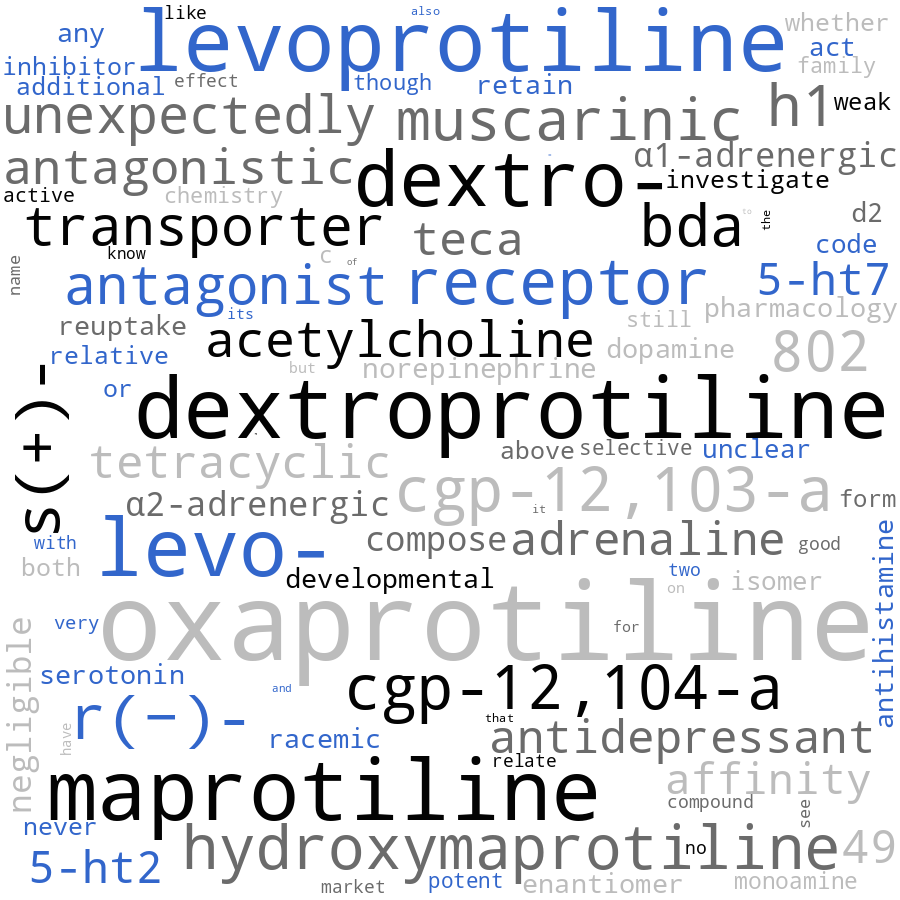 like
also
levoprotiline
whether
any
act
inhibitor
family
additional
effect
though
retain
unexpectedly
muscarinic
h1
weak
antagonistic
dextro-
α1-adrenergic
investigate
active
chemistry
transporter
teca
bda
to
the
d2
know
c
of
code
name
antagonist
receptor
5-ht7
its
pharmacology
reuptake
acetylcholine
still
802
relative
but
norepinephrine
dopamine
or
dextroprotiline
s(+)-
tetracyclic
above
selective
unclear
α2-adrenergic
cgp-12,103-a
form
it
with
levo-
compose
adrenaline
good
both
developmental
two
on
isomer
antihistamine
oxaprotiline
very
for
negligible
serotonin
and
cgp-12,104-a
r(−)-
have
racemic
that
antidepressant
relate
maprotiline
affinity
compound
see
never
hydroxymaprotiline
no
49
5-ht2
market
potent
enantiomer
monoamine